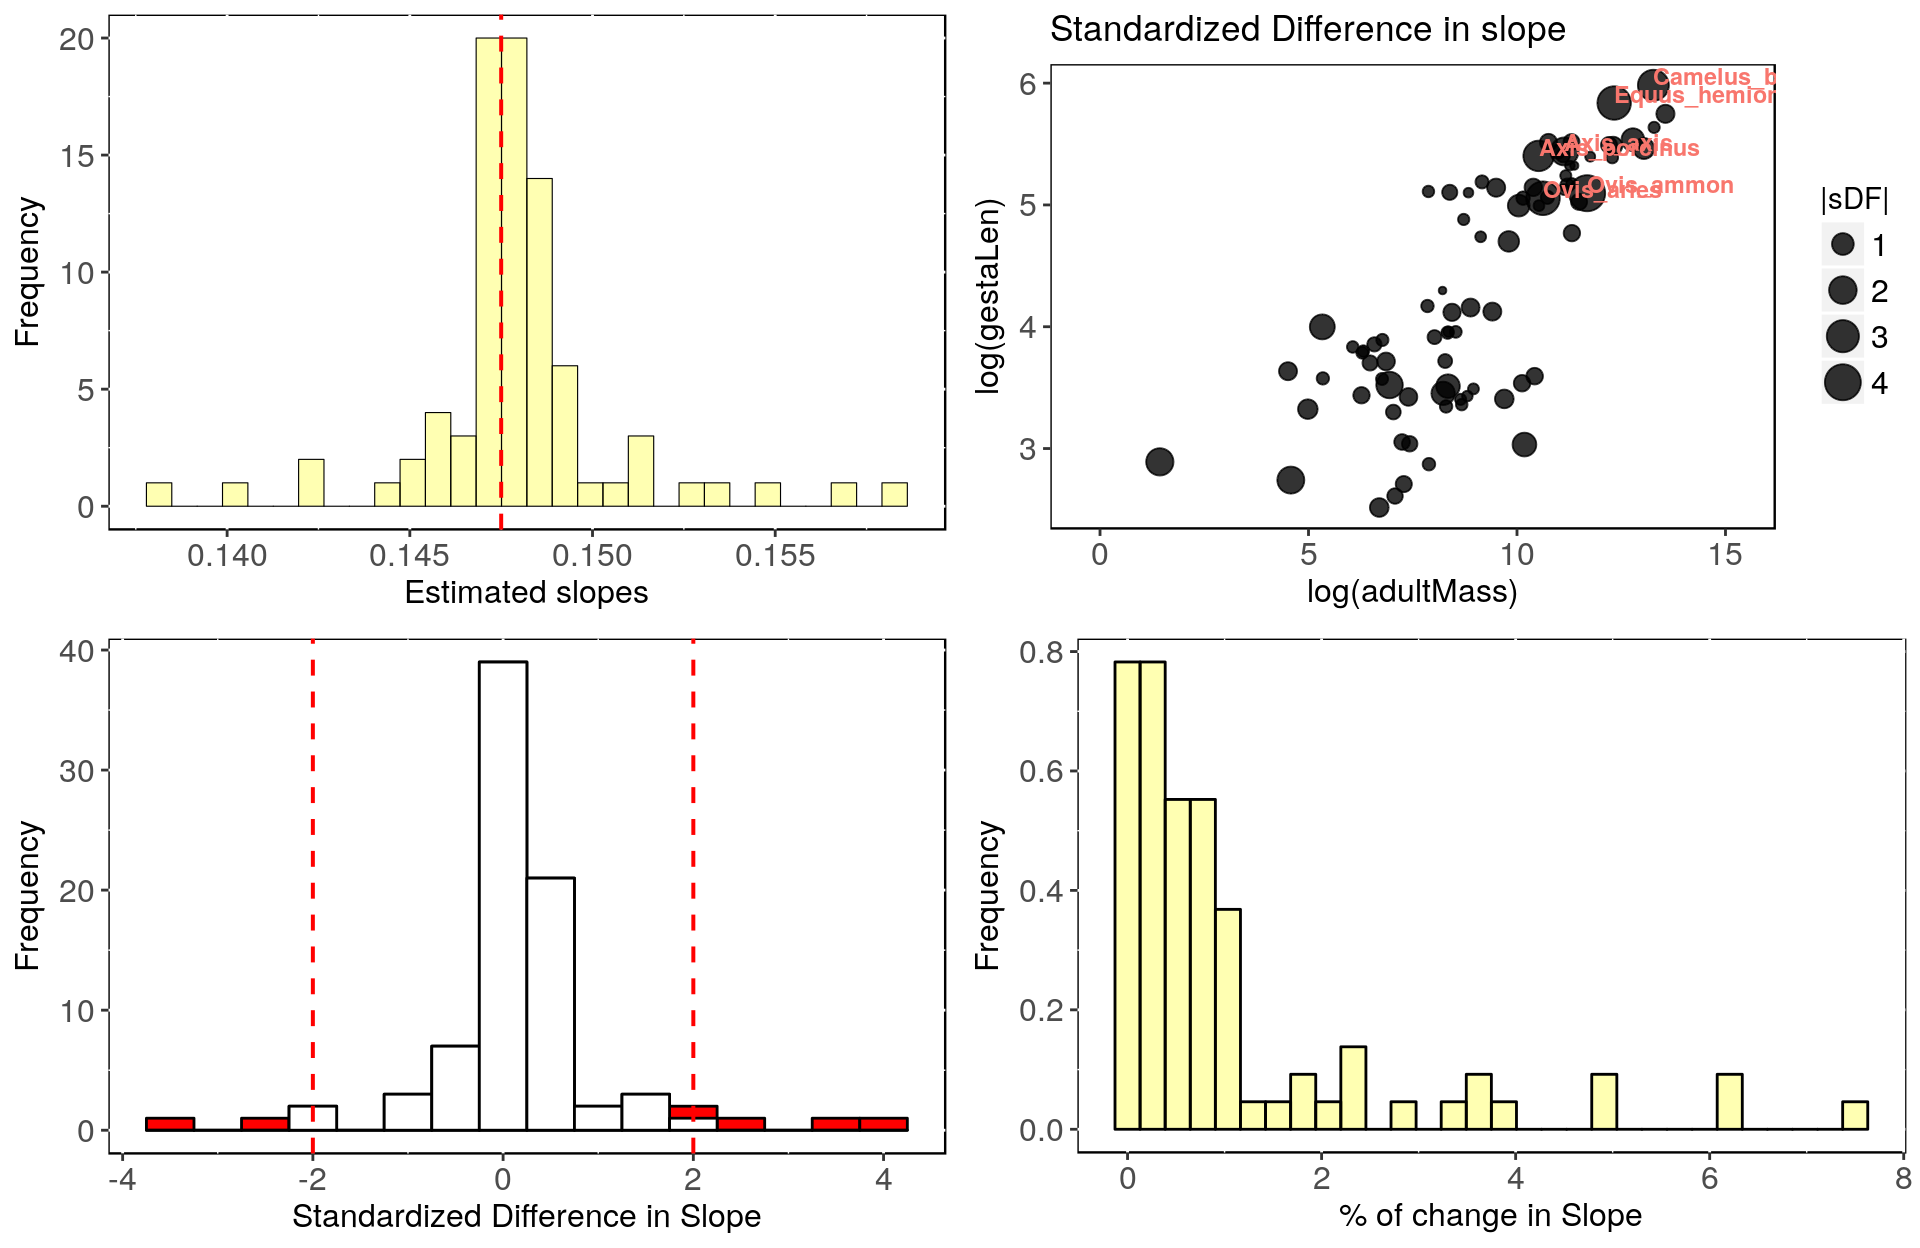 20
15
10
5
0
Frequency
0.140 0.145 0.150 0.155
Estimated slopes
Standardized Difference in slope
6
5
4
3
log(gestaLen)
Camelus_b
Equus_hemion
Axis_axis
Axis_porcinus
Ovis_ammon
Ovis_aries
0 5 10 15
log(adultMass)
|sDF|
1
2
3
4
40
30
20
10
0
Frequency
-4 -2 0 2 4
Standardized Difference in Slope
0.8
0.6
0.4
0.2
0.0
Frequency
0 2 4 6 8
% of change in Slope